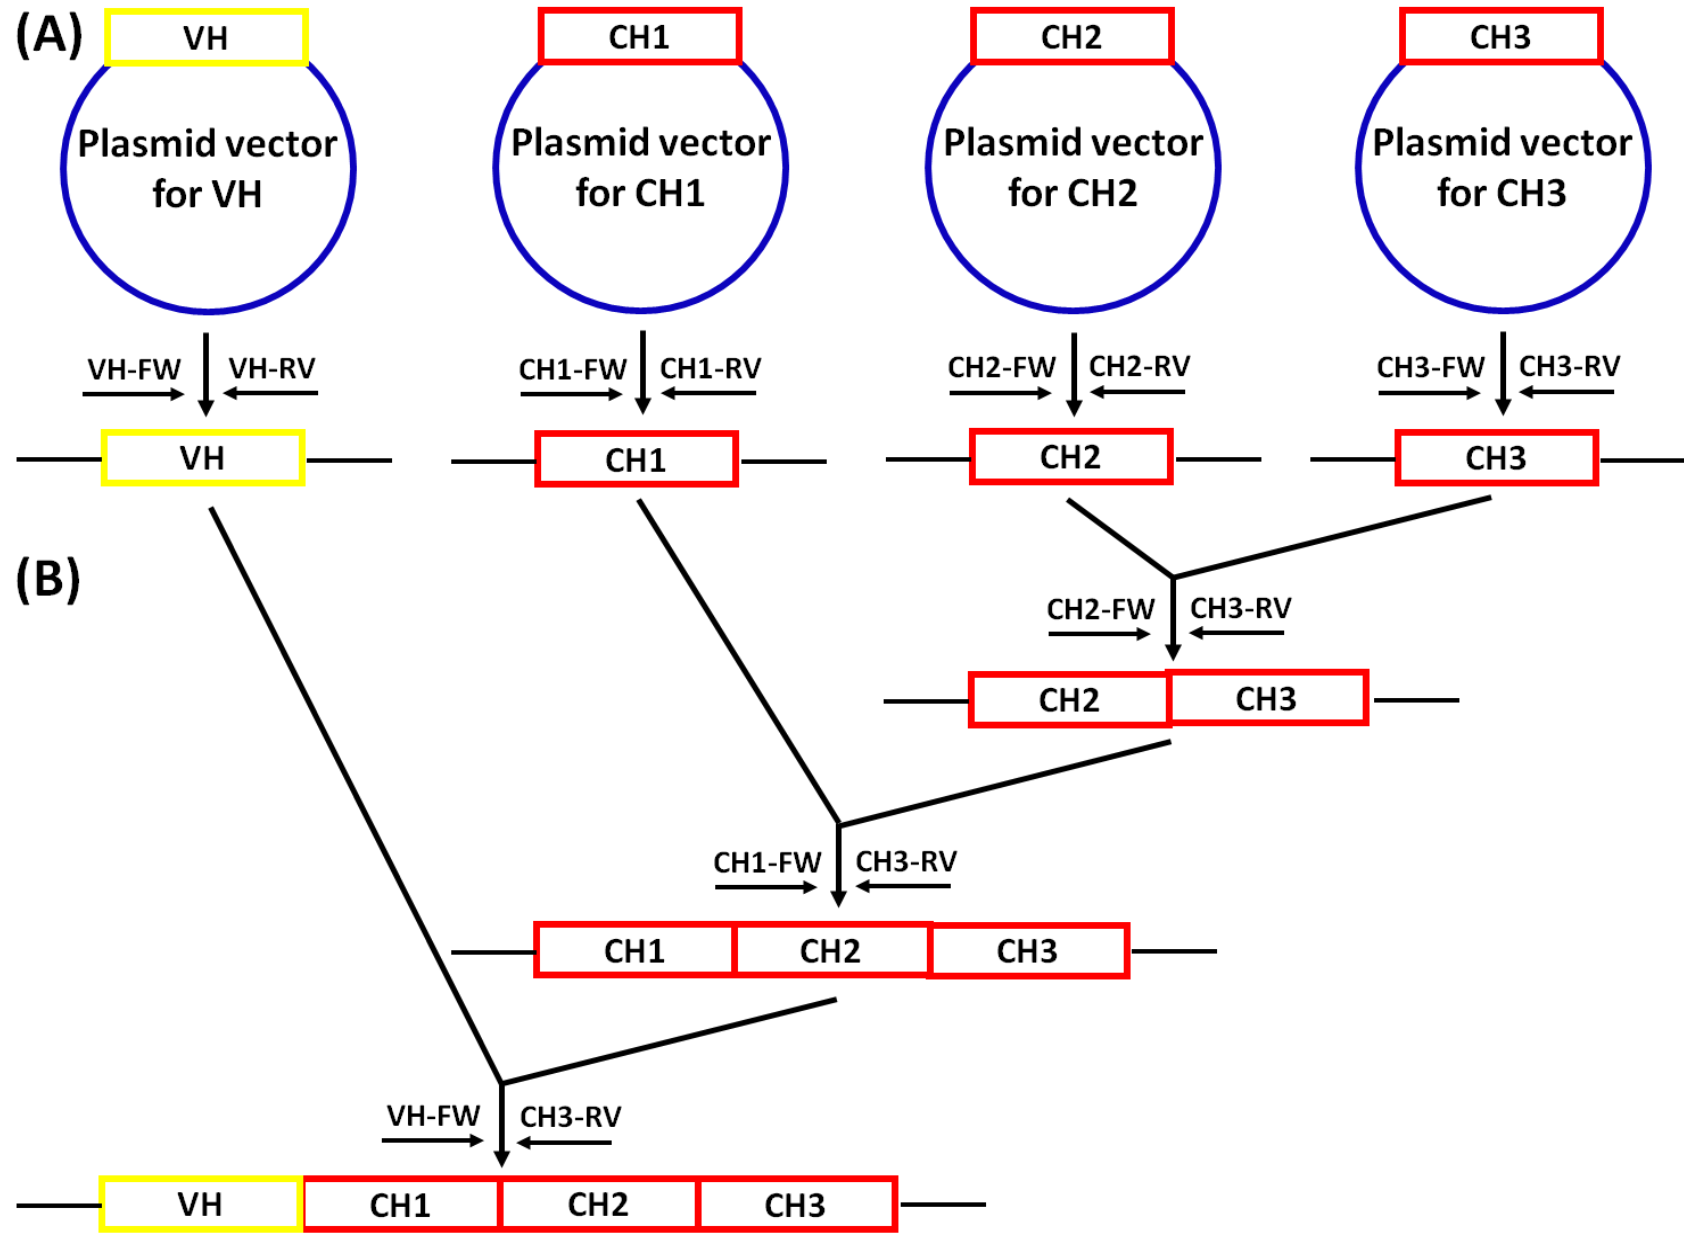 (A)
VH
CH1
CH2
CH3
Plasmid vector
for VH
Plasmid vector
for CH1
Plasmid vector
for CH2
Plasmid vector
for CH3
VH-FW
VH-RV
CH1-FW
CH1-RV
CH2-FW
CH2-RV
CH3-FW
CH3-RV
VH
CH1
CH2
CH3
(B)
CH2-FW
CH3-RV
CH2
CH3
CH1-FW
CH3-RV
CH1
CH2
CH3
VH-FW
CH3-RV
VH
CH1
CH2
CH3